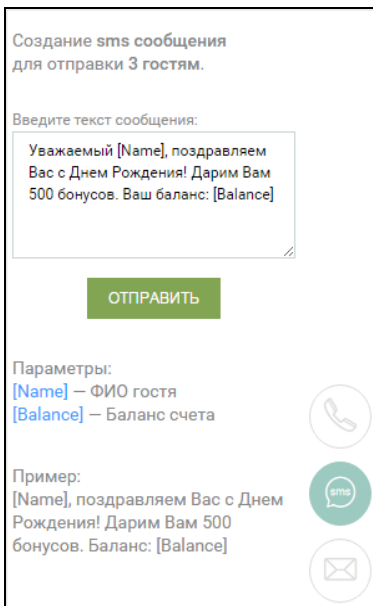 Создание sms сообщения
для отправки 3 гостям.
Введите текст сообщения:
Уважаемый [Name], поздравляем
Вас с Днем Рождения! Дарим Вам
500 бонусов. Ваш баланс: [Balance]
ОТПРАВИТЬ
Параметры:
[Name] — ФИО гостя
[Balance] — Баланс счета
sms
Пример:
[Name], поздравляем Вас с Днем
Рождения! Дарим Вам 500
бонусов. Баланс: [Balance]